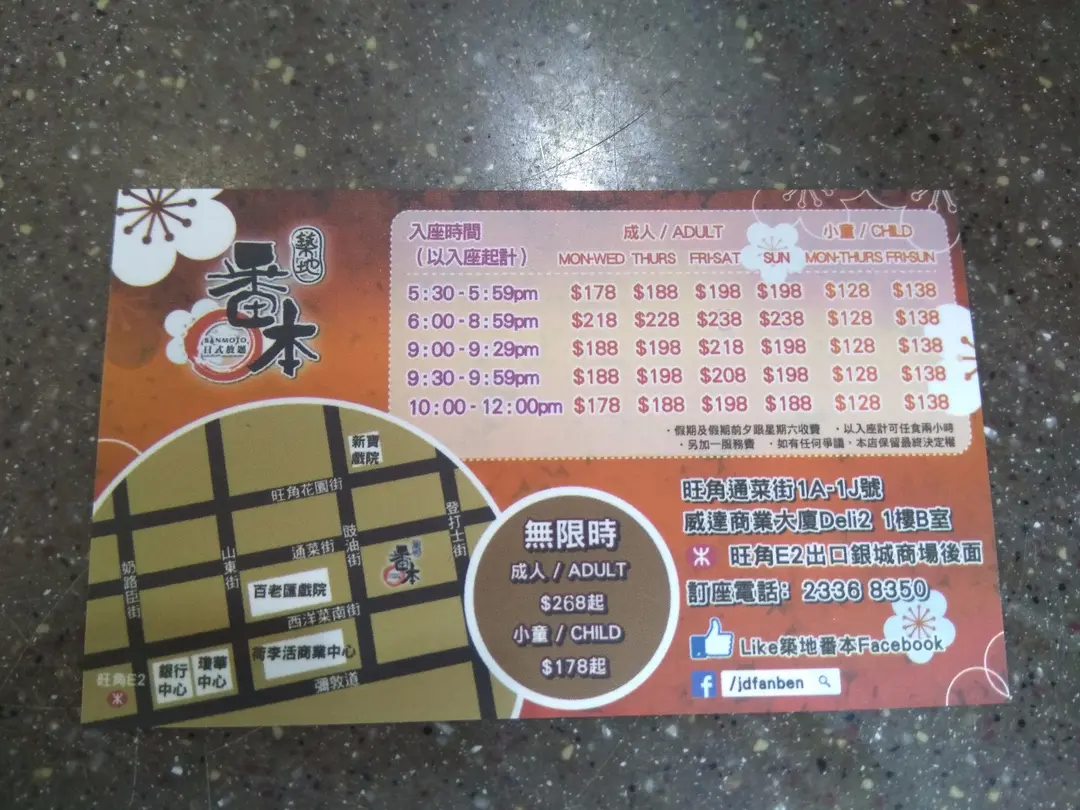 築地
番本
BANMOTO
日式放題
入座時間 成人 / ADULT 小童 / CHILD
(以入座起計) MON-WED THURS FRI-SAT SUN MON-THURS FRI-SUN
5:30-5:59pm $178 $188 $198 $198 $128 $138
6:00-8:59pm $218 $228 $238 $238 $128 $138
9:00-9:29pm $188 $198 $218 $198 $128 $138
9:30-9:59pm $188 $198 $208 $198 $128 $138
10:00-12:00pm $178 $188 $198 $188 $128 $138
·假期及假期前夕跟星期六收費 ·以入座計可任食兩小時
·另加一服務費 ·如有任何爭議，本店保留最終決定權
新寶
戲院
旺角花園街
登打士街
豉油街
通菜街
山東街
奶路臣街
番本
百老匯戲院
西洋菜南街
荷李活商業中心
銀行
中心
瓊華
中心
旺角E2
彌敦道
無限時
成人 / ADULT
$268起
小童 / CHILD
$178起
旺角通菜街1A-1J號
威達商業大廈Deli2 1樓B室
旺角E2出口銀城商場後面
訂座電話: 2336 8350
Like築地番本Facebook
f /jdfanben